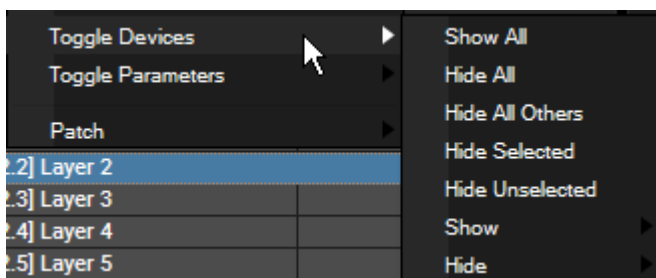 Toggle Devices
Toggle Parameters
Patch
.2] Layer 2
.3] Layer 3
.4] Layer 4
.5] Layer 5
Show All
Hide All
Hide All Others
Hide Selected
Hide Unselected
Show
Hide